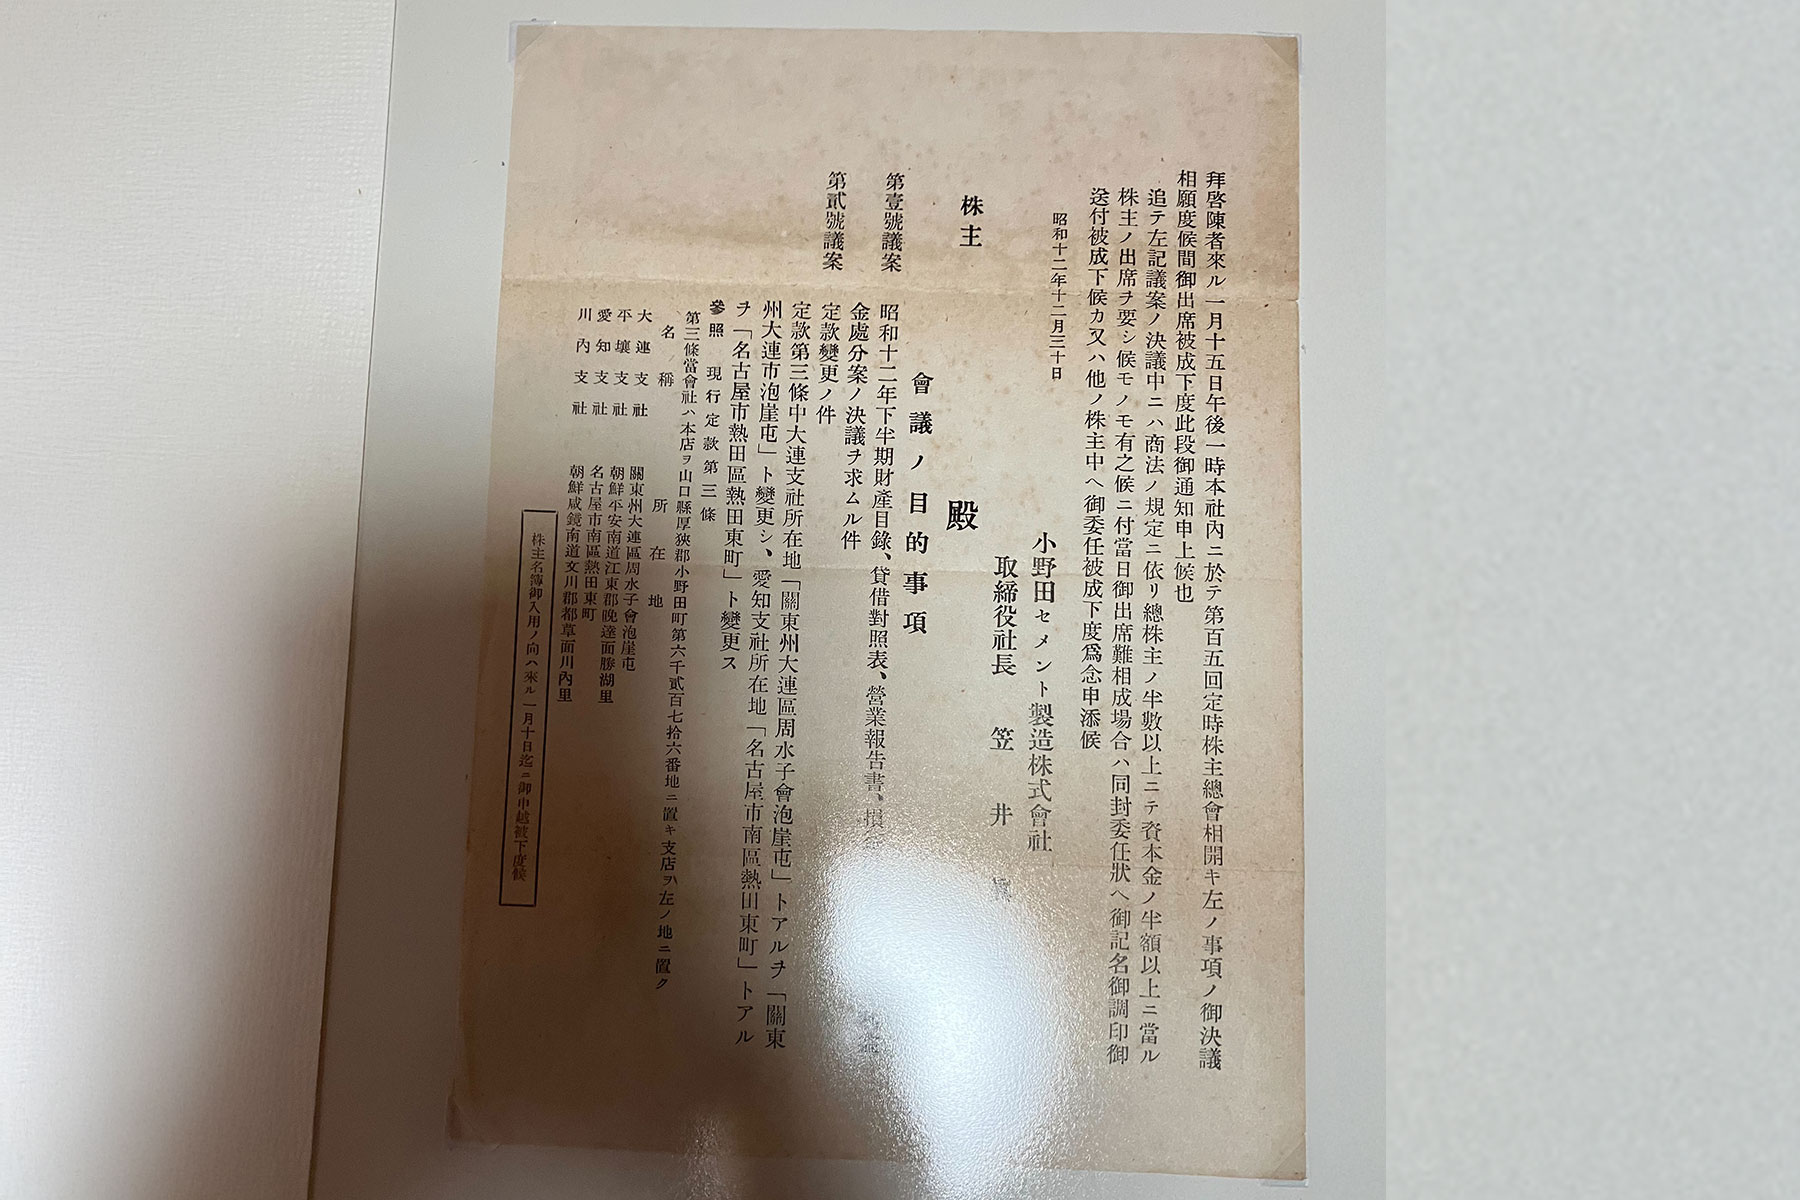 拜啓陳者來ル一月十五日午後一時本社內ニ於テ第百五回定時株主總會相開キ左ノ事項ノ御決議
相願度候間御出席被成下度此段御通知申上候也
追テ左記議案ノ決議中ニハ商法ノ規定ニ依リ總株主ノ半數以上ニテ資本金ノ半額以上ニ當ル
株主ノ出席ヲ要シ候モノモ有之候ニ付當日御出席難相成場合ハ同封委任狀ヘ御記名御調印御
送付被成下候カ又ハ他ノ株主中ヘ御委任被成下度爲念申添候
昭和十二年十二月三十日
小野田セメント製造株式會社
取締役社長 笠井
株主 殿
會議ノ目的事項
第壹號議案 昭和十二年下半期財產目錄、貸借對照表、營業報告書、損
金處分案ノ決議ヲ求ムル件
第貳號議案 定款變更ノ件
定款第三條中大連支社所在地「關東州大連區周水子會泡崖屯」トアルヲ「關東
州大連市泡崖屯」ト變更シ、愛知支社所在地「名古屋市南區熱田東町」トアル
ヲ「名古屋市熱田區熱田東町」ト變更ス
參照 現行定款第三條
第三條當會社ハ本店ヲ山口縣厚狹郡小野田町第六千貳百七拾六番地ニ置キ支店ヲ左ノ地ニ置ク
名稱 所在地
大連支社 關東州大連區周水子會泡崖屯
平壤支社 朝鮮平安南道江東郡晩達面勝湖里
愛知支社 名古屋市南區熱田東町
川內支社 朝鮮咸鏡南道文川郡都草面川內里
株主名簿御入用ノ向ハ來ル一月十日迄ニ御申越被下度候